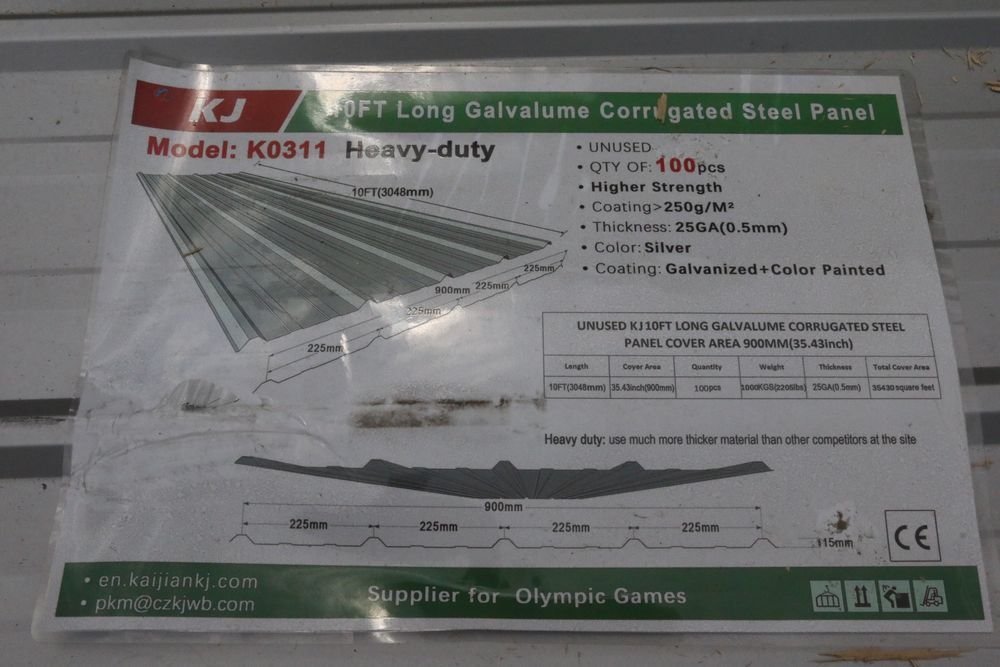 KJ
10FT Long Galvalume Corrugated Steel Panel
Model: K0311 Heavy-duty
• UNUSED
• QTY OF: 100pcs
• Higher Strength
• Coating>250g/M²
• Thickness: 25GA(0.5mm)
• Color: Silver
• Coating: Galvanized+Color Painted
10FT(3048mm)
225mm
900mm 225mm
225mm
225mm
UNUSED KJ 10FT LONG GALVALUME CORRUGATED STEEL
PANEL COVER AREA 900MM(35.43inch)
Length Cover Area Quantity Weight Thickness Total Cover Area
10FT(3048mm) 35.43inch(900mm) 100pcs 1000KGS(2205lbs) 25GA(0.5mm) 35430 square feet
Heavy duty: use much more thicker material than other competitors at the site
900mm
225mm 225mm 225mm 225mm
15mm
CE
• en.kaijiankj.com
• pkm@czkjwb.com
Supplier for Olympic Games